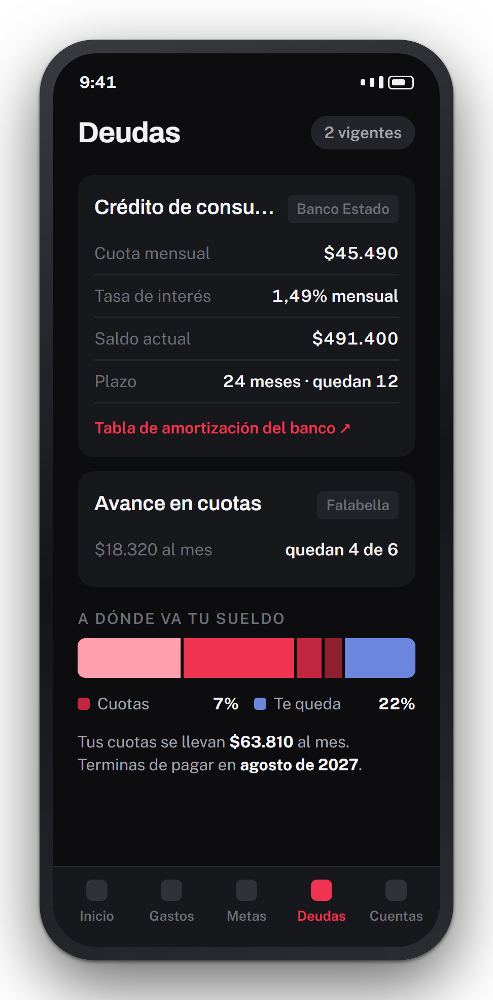 9:41
Deudas
2 vigentes
Crédito de consu...
Banco Estado
Cuota mensual $45.490
Tasa de interés 1,49% mensual
Saldo actual $491.400
Plazo 24 meses · quedan 12
Tabla de amortización del banco ↗
Avance en cuotas
Falabella
$18.320 al mes quedan 4 de 6
A DÓNDE VA TU SUELDO
Cuotas 7% Te queda 22%
Tus cuotas se llevan $63.810 al mes.
Terminas de pagar en agosto de 2027.
Inicio Gastos Metas Deudas Cuentas